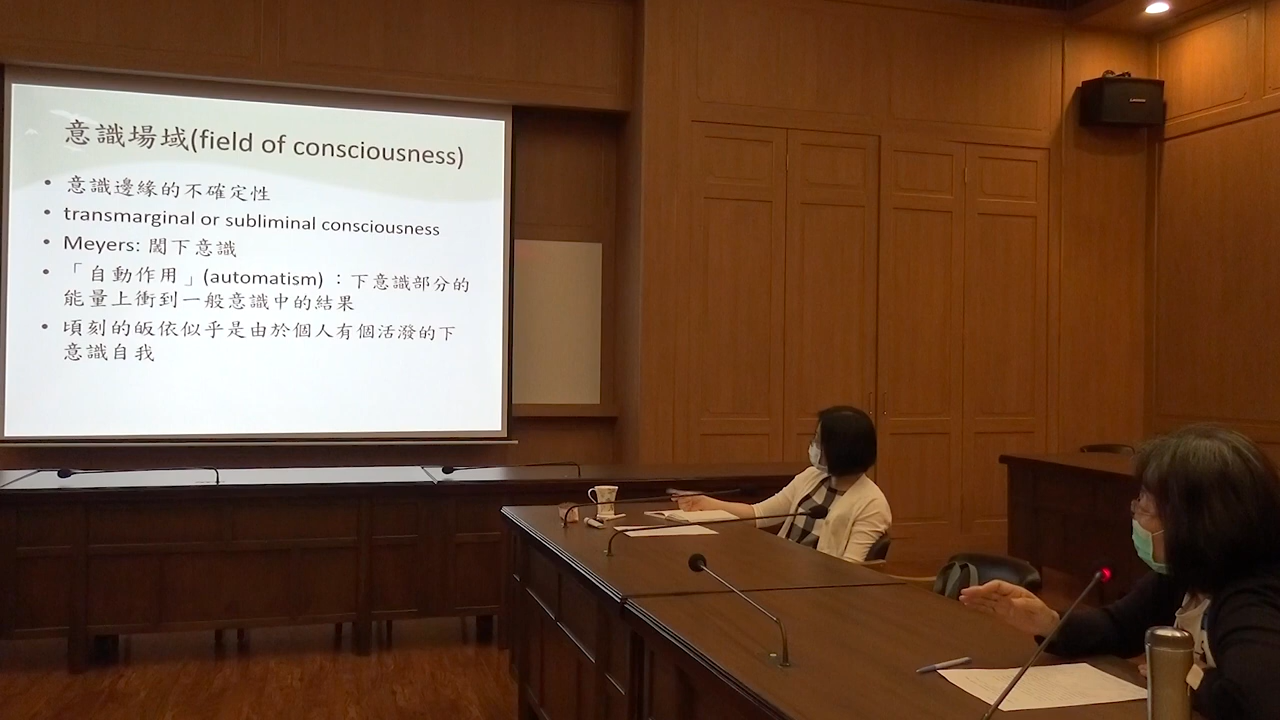 意識場域(field of consciousness)
• 意識邊緣的不確定性
• transmarginal or subliminal consciousness
• Meyers: 閾下意識
• 「自動作用」(automatism) ：下意識部分的
能量上衝到一般意識中的結果
• 頃刻的皈依似乎是由於個人有個活潑的下
意識自我